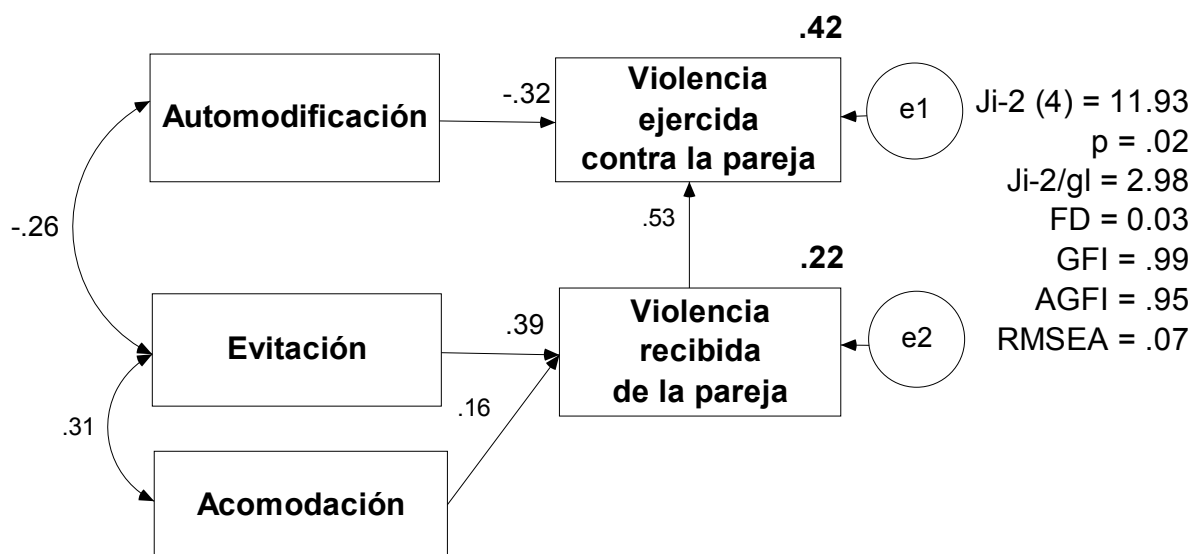 .42
Automodificación
-.32
Violencia
ejercida
contra la pareja
e1
Ji-2 (4) = 11.93
p = .02
Ji-2/gl = 2.98
FD = 0.03
GFI = .99
AGFI = .95
RMSEA = .07
-.26
.53
.22
Evitación
.39
Violencia
recibida
de la pareja
e2
.31
.16
Acomodación